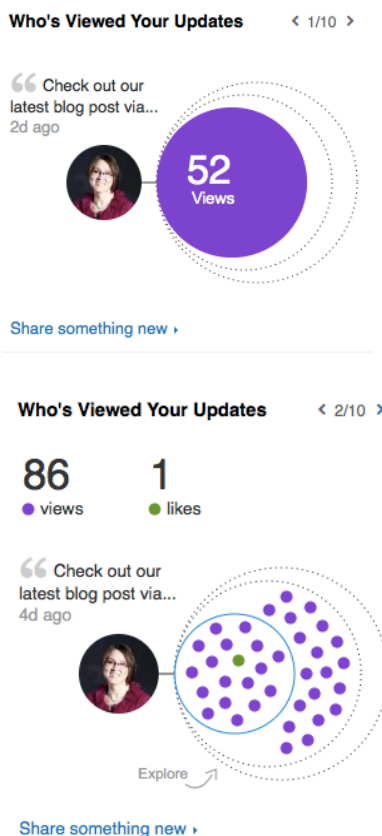 Who's Viewed Your Updates < 1/10 >
“ Check out our
latest blog post via...
2d ago
52
Views
Share something new ›
Who's Viewed Your Updates < 2/10 >
86 1
views likes
“ Check out our
latest blog post via...
4d ago
Explore
Share something new ›